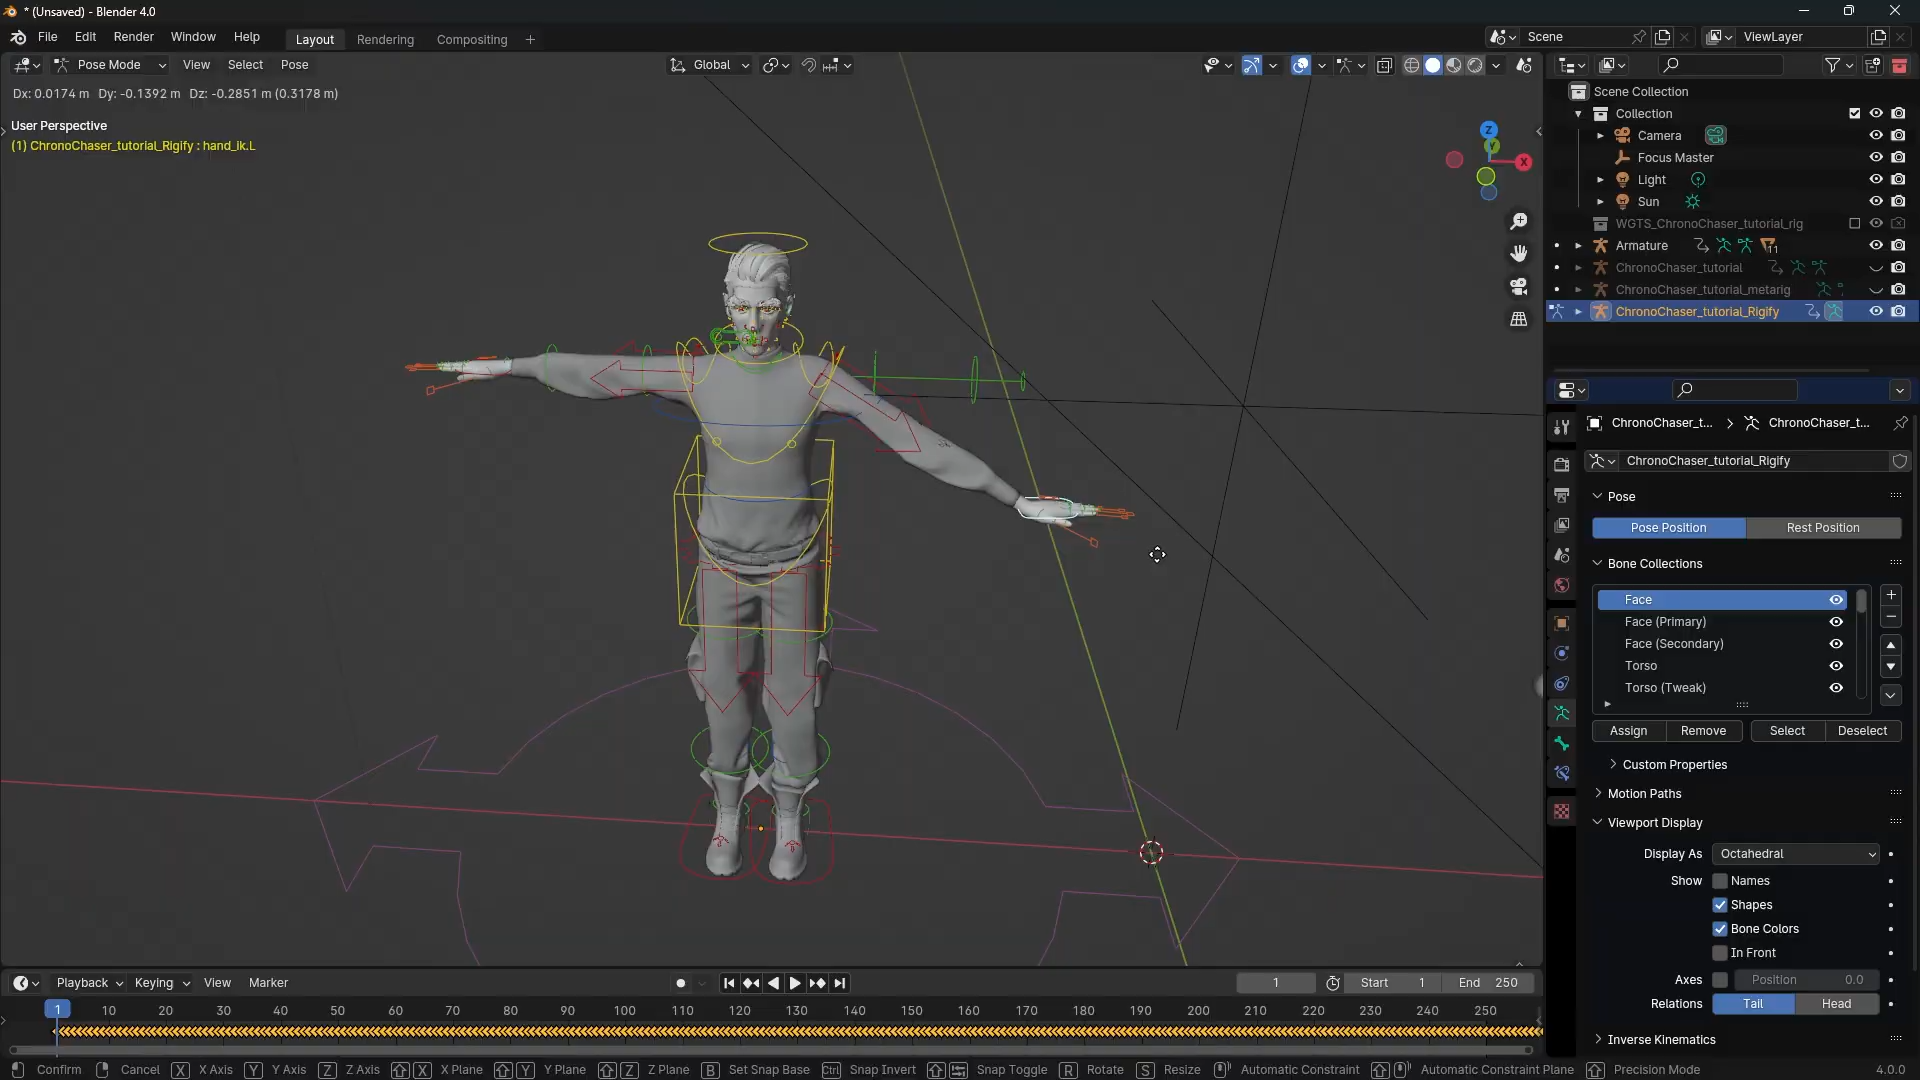 * (Unsaved) - Blender 4.0
File Edit Render Window Help Layout Rendering Compositing + Scene ViewLayer
Pose Mode View Select Pose Global
Dx: 0.0174 m Dy: -0.1392 m Dz: -0.2851 m (0.3178 m)
User Perspective
(1) ChronoChaser_tutorial_Rigify : hand_ik.L
Z
Y
X
Scene Collection
Collection
Camera
Focus Master
Light
Sun
WGTS_ChronoChaser_tutorial_rig
Armature 11
ChronoChaser_tutorial
ChronoChaser_tutorial_metarig
ChronoChaser_tutorial_Rigify
ChronoChaser_t... > ChronoChaser_t...
ChronoChaser_tutorial_Rigify
Pose
Pose Position Rest Position
Bone Collections
Face
Face (Primary)
Face (Secondary)
Torso
Torso (Tweak)
Assign Remove Select Deselect
Custom Properties
Motion Paths
Viewport Display
Display As Octahedral
Show Names
Shapes
Bone Colors
In Front
Axes Position 0.0
Relations Tail Head
Inverse Kinematics
Playback Keying View Marker 1 Start 1 End 250
1 10 20 30 40 50 60 70 80 90 100 110 120 130 140 150 160 170 180 190 200 210 220 230 240 250
Confirm Cancel X X Axis Y Y Axis Z Z Axis X X Plane Y Y Plane Z Z Plane B Set Snap Base Ctrl Snap Invert Snap Toggle R Rotate S Resize Automatic Constraint Automatic Constraint Plane Precision Mode 4.0.0